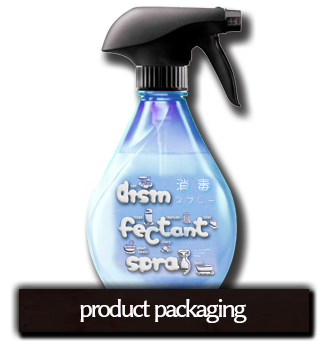 disin 消毒
スプレー
fectant
spray
product packaging